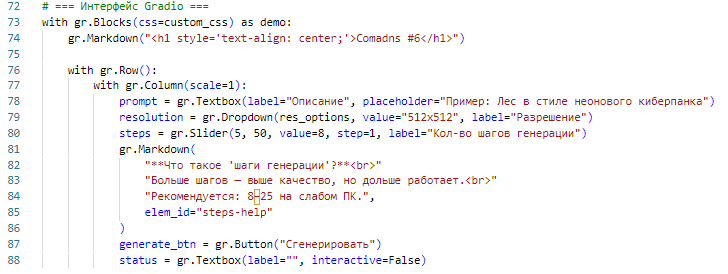 72 # === Интерфейс Gradio ===
73 with gr.Blocks(css=custom_css) as demo:
74     gr.Markdown("<h1 style='text-align: center;'>Comadns #6</h1>")
75
76     with gr.Row():
77         with gr.Column(scale=1):
78             prompt = gr.Textbox(label="Описание", placeholder="Пример: Лес в стиле неонового киберпанка")
79             resolution = gr.Dropdown(res_options, value="512x512", label="Разрешение")
80             steps = gr.Slider(5, 50, value=8, step=1, label="Кол-во шагов генерации")
81             gr.Markdown(
82                 "**Что такое 'шаги генерации'?**<br>"
83                 "Больше шагов — выше качество, но дольше работает.<br>"
84                 "Рекомендуется: 8–25 на слабом ПК.",
85                 elem_id="steps-help"
86             )
87             generate_btn = gr.Button("Сгенерировать")
88             status = gr.Textbox(label="", interactive=False)